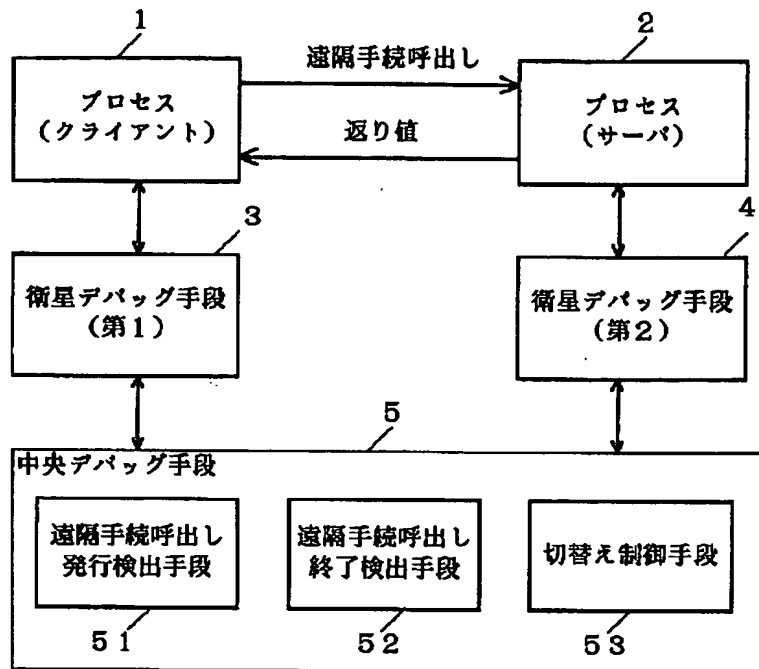 1
2
遠隔手続呼出し
プロセス
(クライアント)
プロセス
(サーバ)
返り値
3
4
衛星デバッグ手段
(第1)
衛星デバッグ手段
(第2)
5
中央デバッグ手段
遠隔手続呼出し
発行検出手段
遠隔手続呼出し
終了検出手段
切替え制御手段
51
52
53